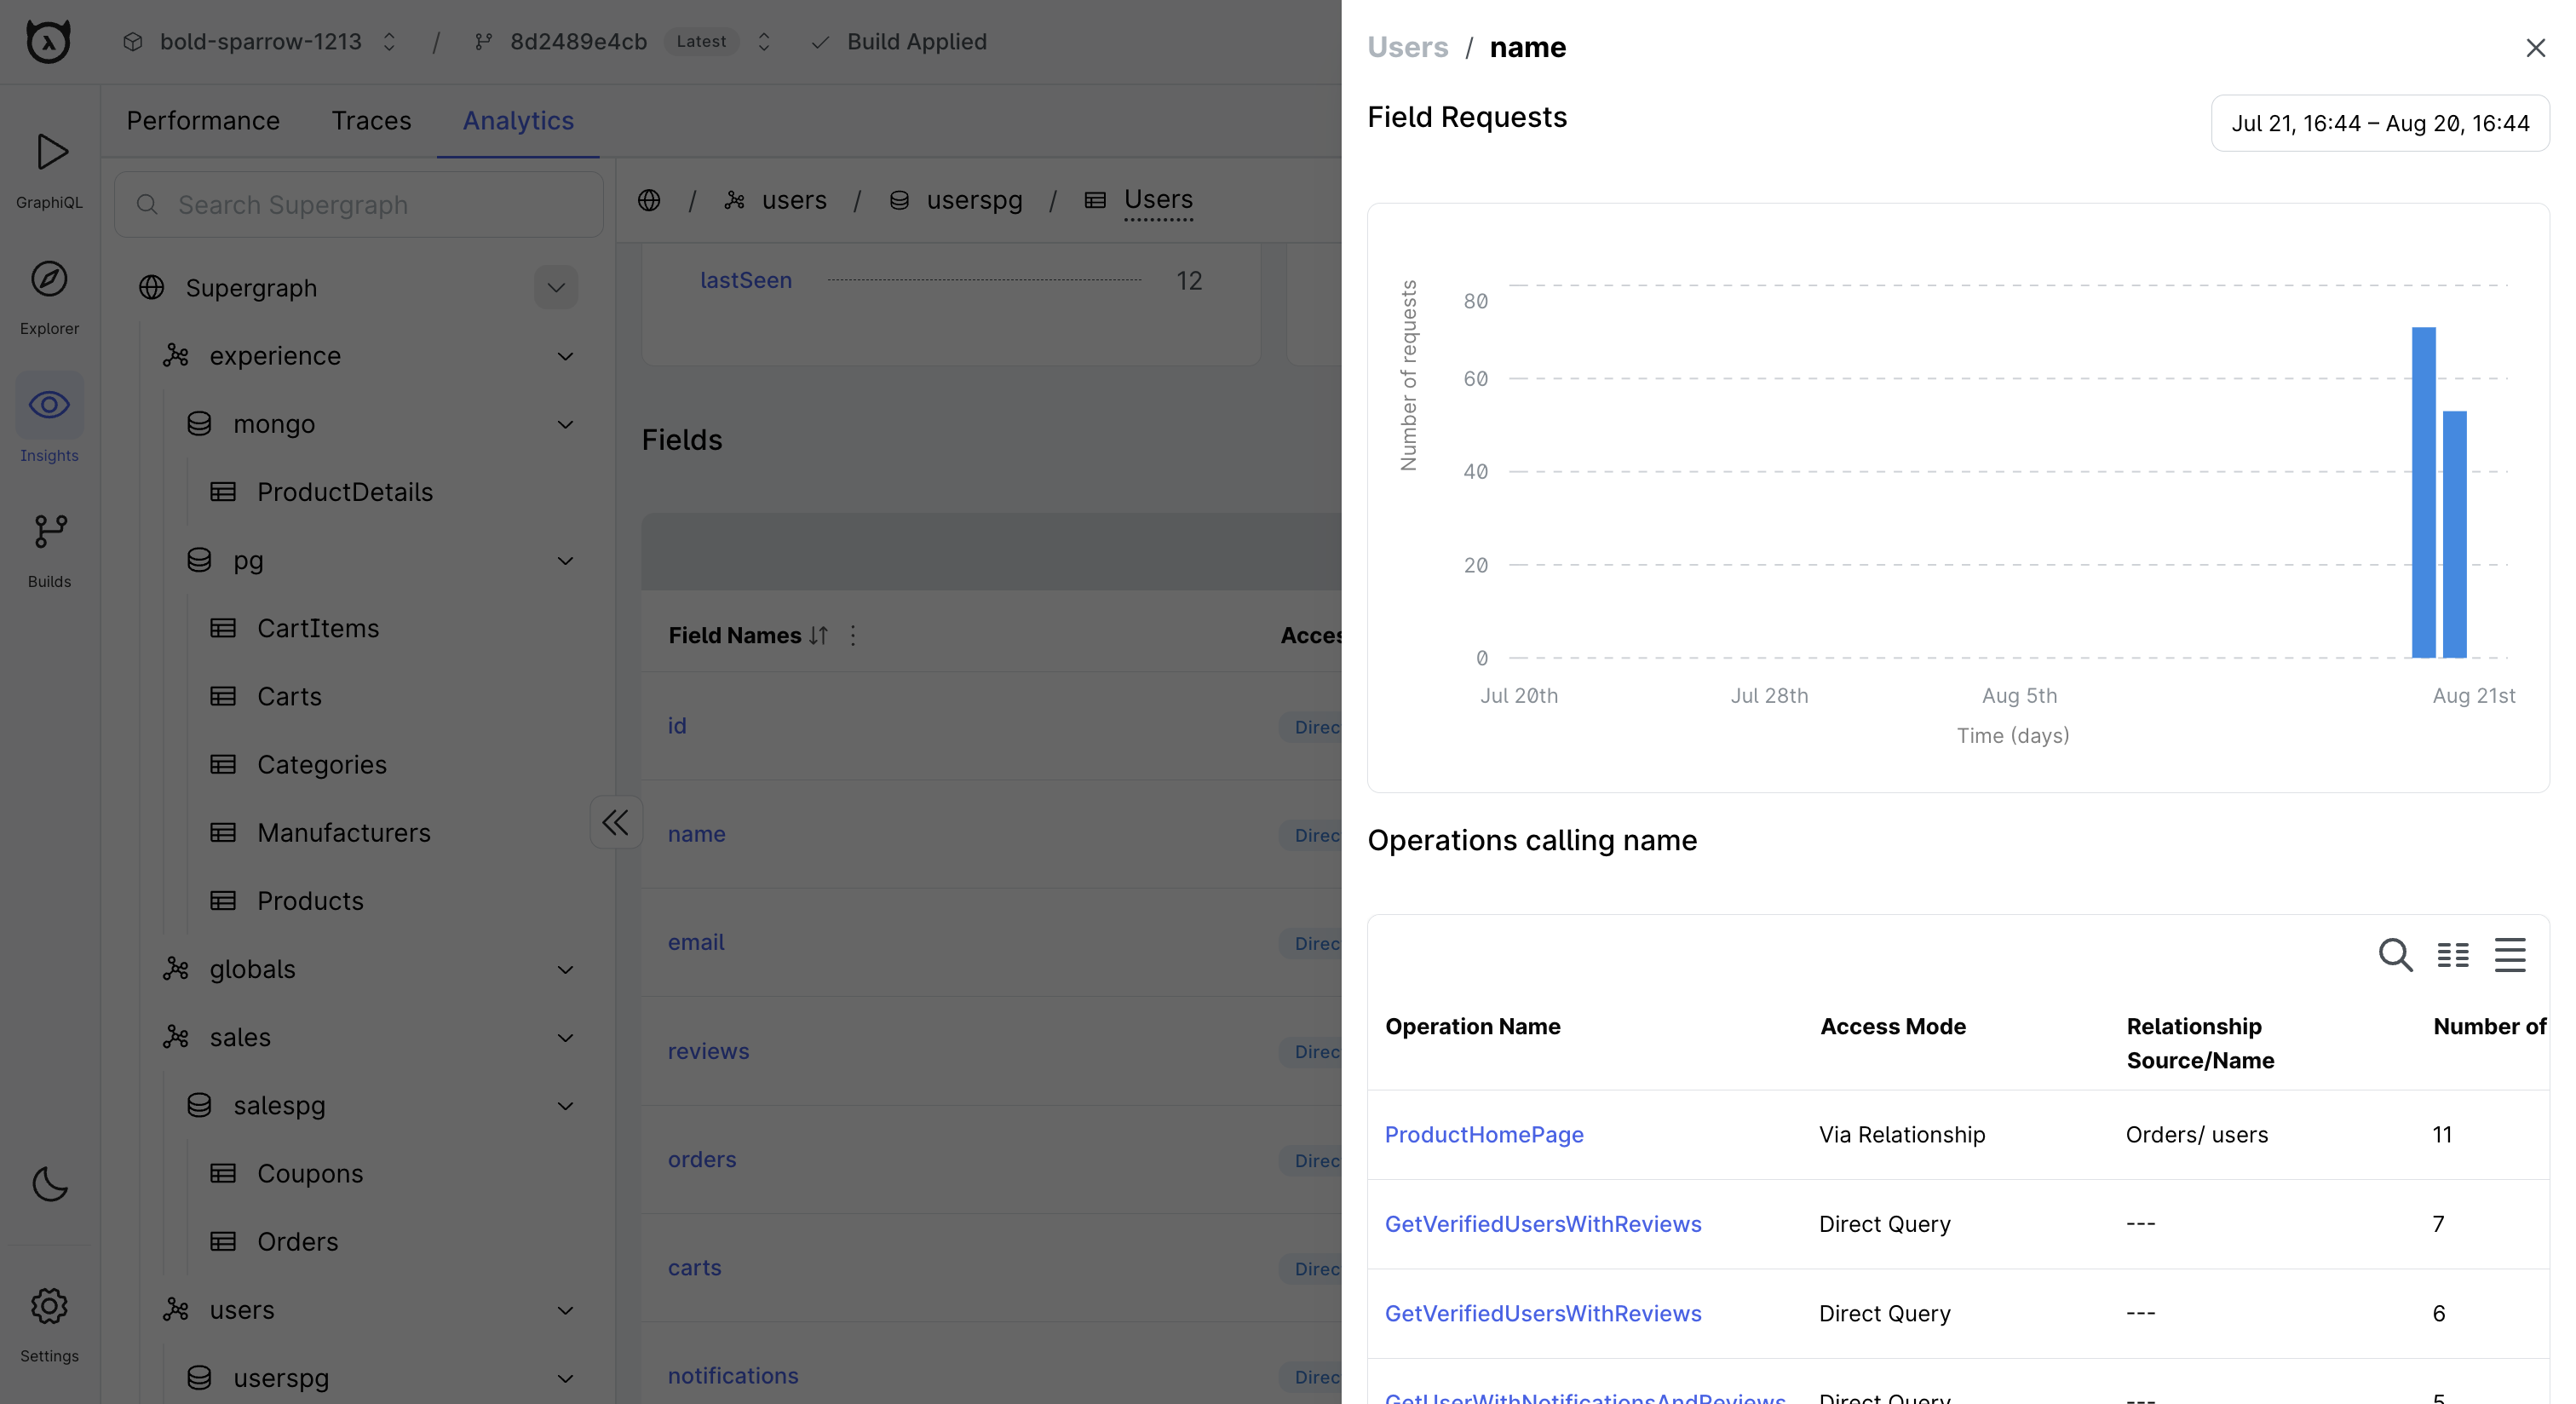 bold-sparrow-1213 / 8d2489e4cb Latest Build Applied
GraphiQL
Explorer
Insights
Builds
Settings
Performance Traces Analytics
Search Supergraph
Supergraph
experience
mongo
ProductDetails
pg
CartItems
Carts
Categories
Manufacturers
Products
globals
sales
salespg
Coupons
Orders
users
userspg
/ users / userspg / Users
lastSeen 12
Fields
Field Names Acces
id Direc
name Direc
email Direc
reviews Direc
orders Direc
carts Direc
notifications Direc
Users / name
Field Requests
Jul 21, 16:44 – Aug 20, 16:44
Number of requests
80
60
40
20
0
Jul 20th Jul 28th Aug 5th Aug 21st
Time (days)
Operations calling name
Operation Name Access Mode Relationship Source/Name Number of
ProductHomePage Via Relationship Orders/ users 11
GetVerifiedUsersWithReviews Direct Query --- 7
GetVerifiedUsersWithReviews Direct Query --- 6
GetUserWithNotificationsAndReviews Direct Query --- 5